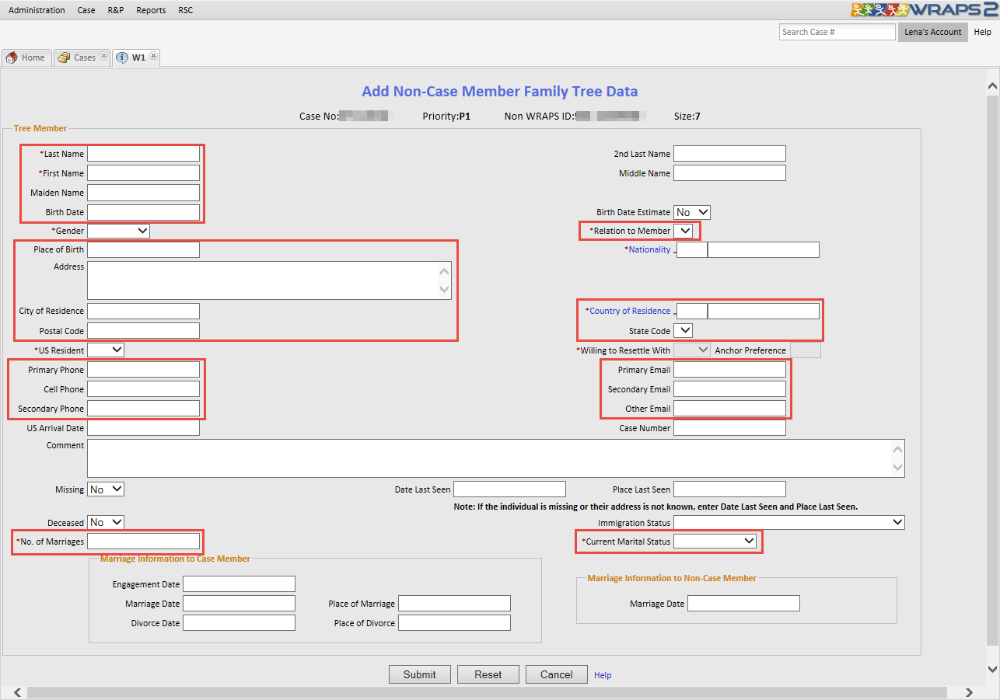 Administration Case R&P Reports RSC WRAPS2
Search Case # Lena's Account Help
Home Cases W1
Add Non-Case Member Family Tree Data
Case No: Priority:P1 Non WRAPS ID: Size:7
Tree Member
*Last Name 2nd Last Name
*First Name Middle Name
Maiden Name
Birth Date Birth Date Estimate No
*Gender *Relation to Member
Place of Birth *Nationality
Address
City of Residence *Country of Residence
Postal Code State Code
*US Resident *Willing to Resettle With Anchor Preference
Primary Phone Primary Email
Cell Phone Secondary Email
Secondary Phone Other Email
US Arrival Date Case Number
Comment
Missing No Date Last Seen Place Last Seen
Note: If the individual is missing or their address is not known, enter Date Last Seen and Place Last Seen.
Deceased No Immigration Status
*No. of Marriages *Current Marital Status
Marriage Information to Case Member
Marriage Information to Non-Case Member
Engagement Date
Marriage Date Place of Marriage Marriage Date
Divorce Date Place of Divorce
Submit Reset Cancel Help